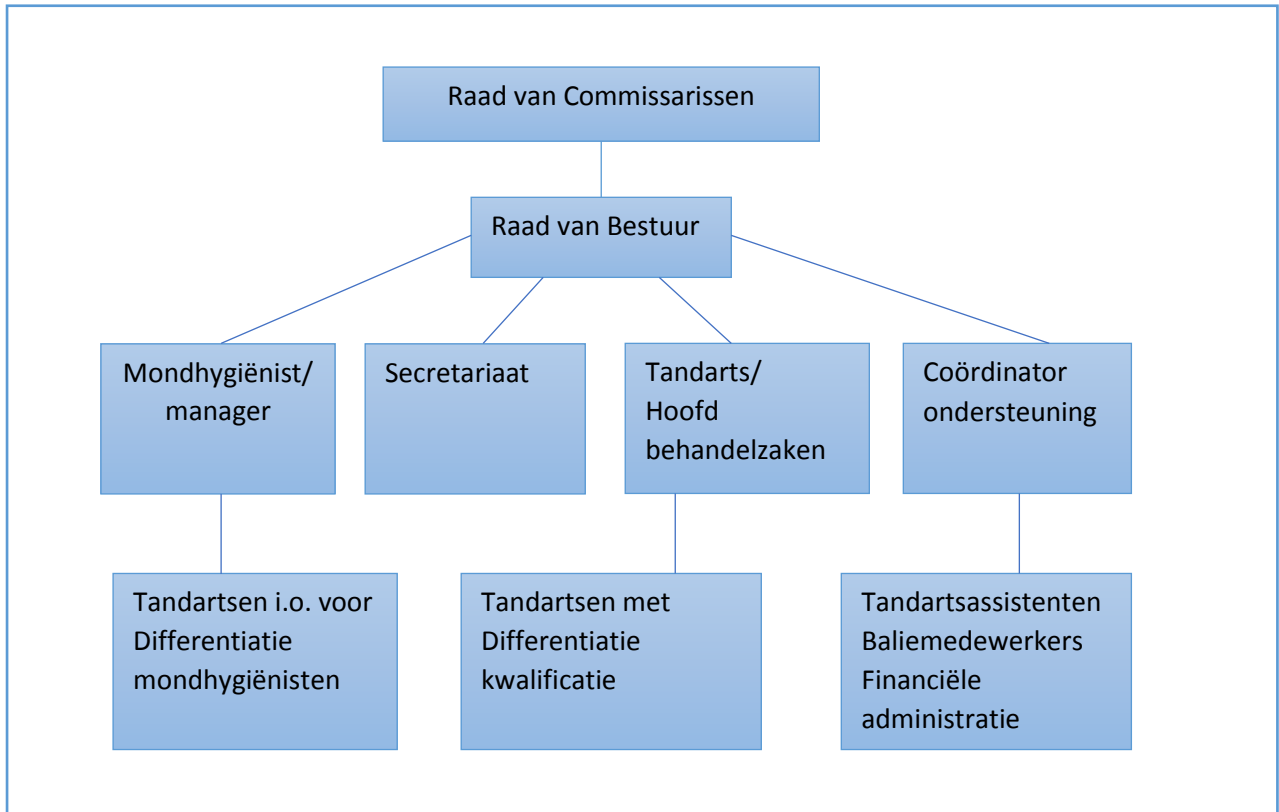 Raad van Commissarissen
Raad van Bestuur
Mondhygiënist/
manager
Secretariaat
Tandarts/
Hoofd
behandelzaken
Coördinator
ondersteuning
Tandartsen i.o. voor
Differentiatie
mondhygiënisten
Tandartsen met
Differentiatie
kwalificatie
Tandartsassistenten
Baliemedewerkers
Financiële
administratie